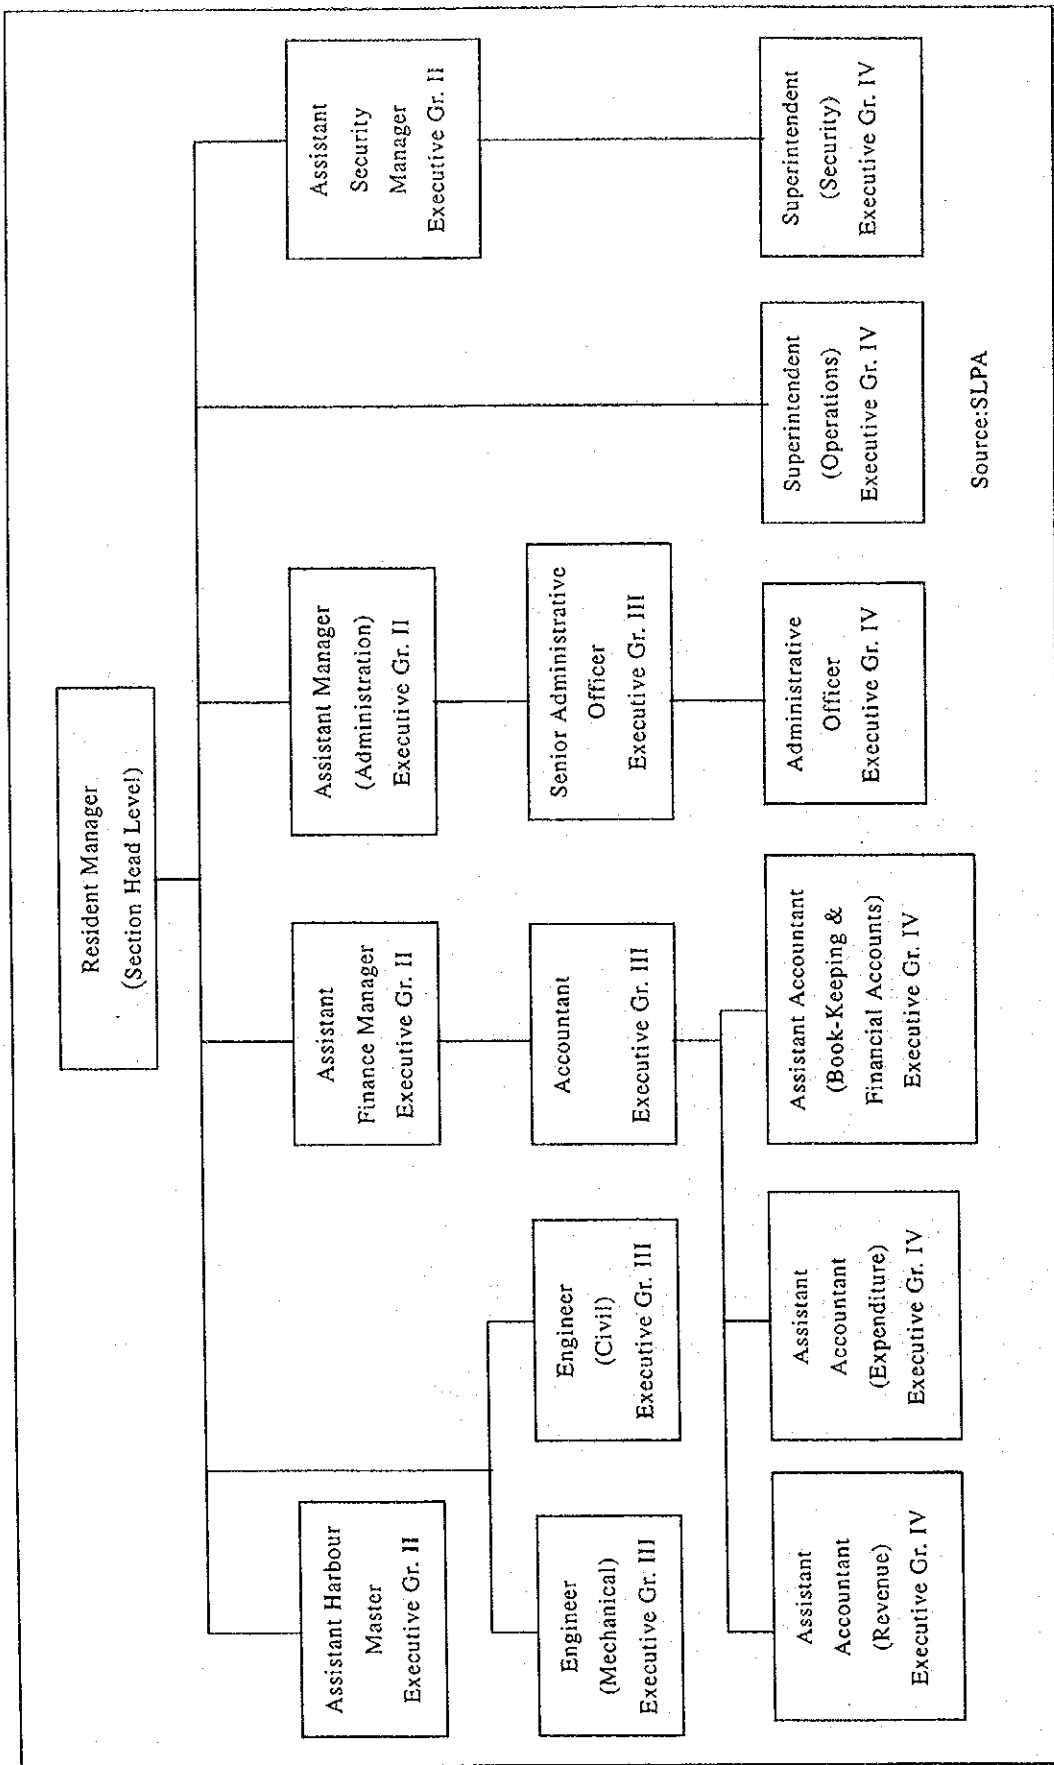 Resident Manager
(Section Head Level)
Assistant Harbour
Master
Executive Gr. II
Assistant
Finance Manager
Executive Gr. II
Assistant Manager
(Administration)
Executive Gr. II
Assistant
Security
Manager
Executive Gr. II
Engineer
(Mechanical)
Executive Gr. III
Engineer
(Civil)
Executive Gr. III
Accountant
Executive Gr. III
Senior Administrative
Officer
Executive Gr. III
Assistant
Accountant
(Revenue)
Executive Gr. IV
Assistant
Accountant
(Expenditure)
Executive Gr. IV
Assistant Accountant
(Book-Keeping &
Financial Accounts)
Executive Gr. IV
Administrative
Officer
Executive Gr. IV
Superintendent
(Operations)
Executive Gr. IV
Superintendent
(Security)
Executive Gr. IV
Source:SLPA